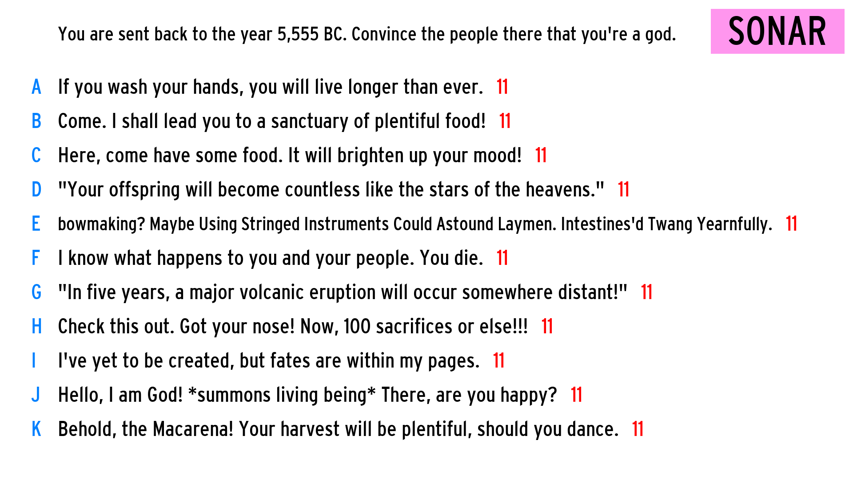 You are sent back to the year 5,555 BC. Convince the people there that you're a god.
SONAR
A If you wash your hands, you will live longer than ever. 11
B Come. I shall lead you to a sanctuary of plentiful food! 11
C Here, come have some food. It will brighten up your mood! 11
D "Your offspring will become countless like the stars of the heavens." 11
E bowmaking? Maybe Using Stringed Instruments Could Astound Laymen. Intestines'd Twang Yearnfully. 11
F I know what happens to you and your people. You die. 11
G "In five years, a major volcanic eruption will occur somewhere distant!" 11
H Check this out. Got your nose! Now, 100 sacrifices or else!!! 11
I I've yet to be created, but fates are within my pages. 11
J Hello, I am God! *summons living being* There, are you happy? 11
K Behold, the Macarena! Your harvest will be plentiful, should you dance. 11